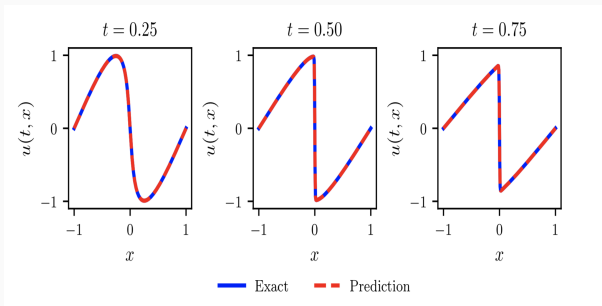 t = 0.25 t = 0.50 t = 0.75
1 1 1
u(t, x) u(t, x) u(t, x)
0 0 0
−1 −1 −1
−1 0 1 −1 0 1 −1 0 1
x x x
Exact Prediction